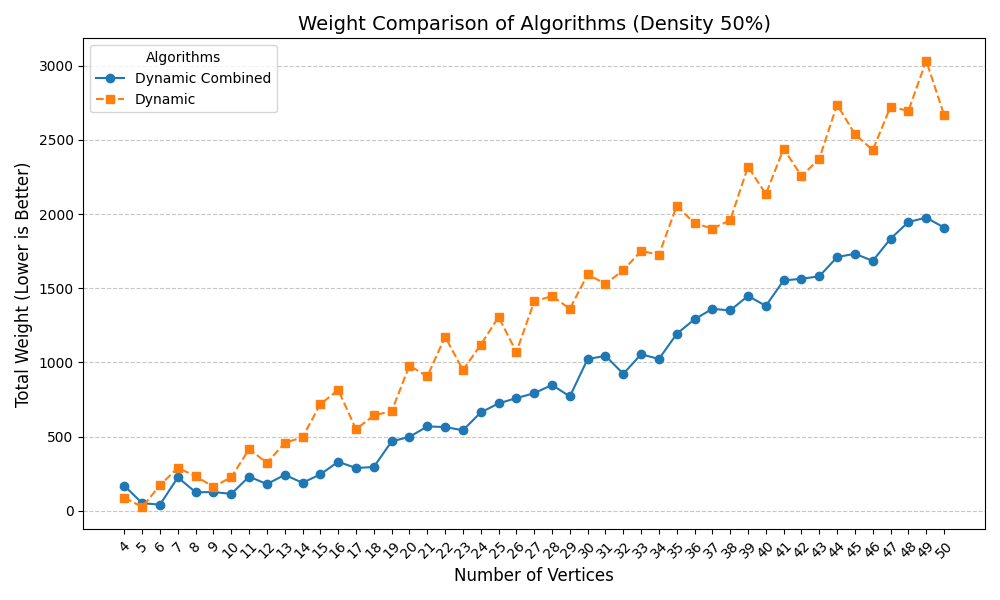 Weight Comparison of Algorithms (Density 50%)
Algorithms
Dynamic Combined
Dynamic
Total Weight (Lower is Better)
3000
2500
2000
1500
1000
500
0
4 5 6 7 8 9 10 11 12 13 14 15 16 17 18 19 20 21 22 23 24 25 26 27 28 29 30 31 32 33 34 35 36 37 38 39 40 41 42 43 44 45 46 47 48 49 50
Number of Vertices